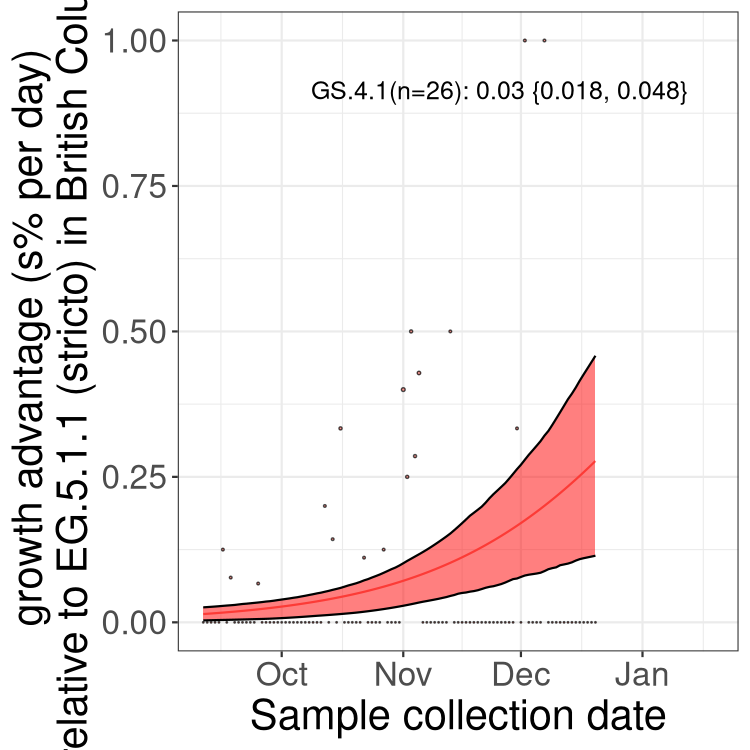 growth advantage (s% per day)
relative to EG.5.1.1 (stricto) in British Colu
1.00
0.75
0.50
0.25
0.00
GS.4.1(n=26): 0.03 {0.018, 0.048}
Oct Nov Dec Jan
Sample collection date